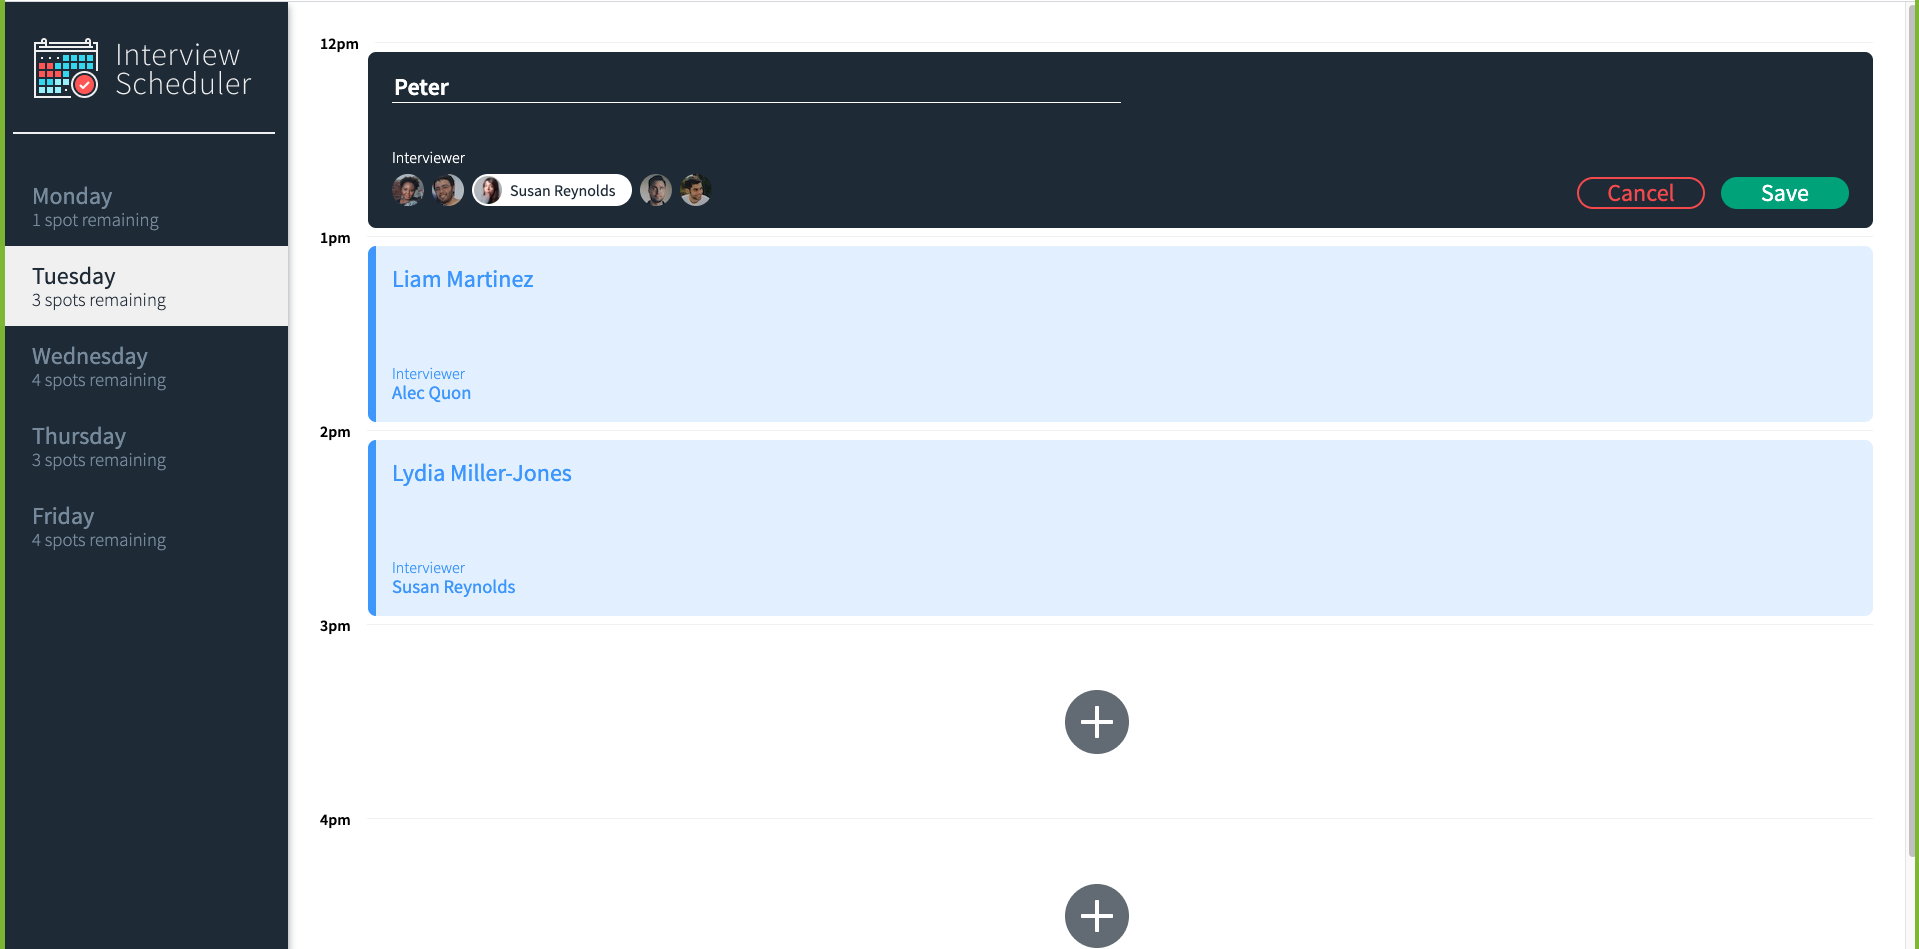 Interview
Scheduler
Monday
1 spot remaining
Tuesday
3 spots remaining
Wednesday
4 spots remaining
Thursday
3 spots remaining
Friday
4 spots remaining
12pm
Peter
Interviewer
Susan Reynolds
Cancel
Save
1pm
Liam Martinez
Interviewer
Alec Quon
2pm
Lydia Miller-Jones
Interviewer
Susan Reynolds
3pm
4pm